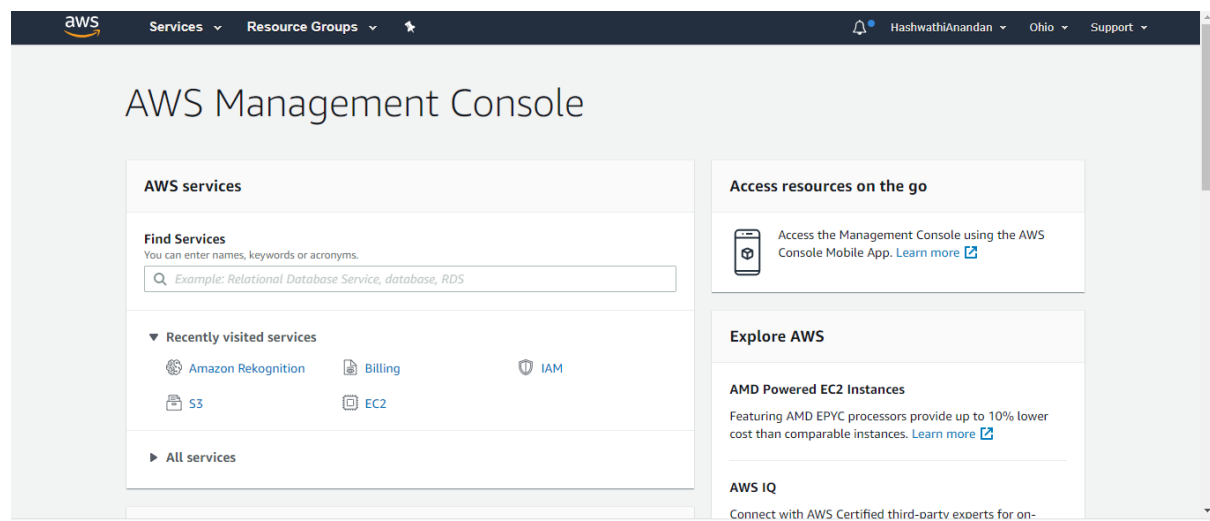 aws Services Resource Groups HashwathiAnandan Ohio Support
AWS Management Console
AWS services
Find Services
You can enter names, keywords or acronyms.
Example: Relational Database Service, database, RDS
Recently visited services
Amazon Rekognition Billing IAM
S3 EC2
All services
Access resources on the go
Access the Management Console using the AWS
Console Mobile App. Learn more
Explore AWS
AMD Powered EC2 Instances
Featuring AMD EPYC processors provide up to 10% lower
cost than comparable instances. Learn more
AWS IQ
Connect with AWS Certified third-party experts for on-